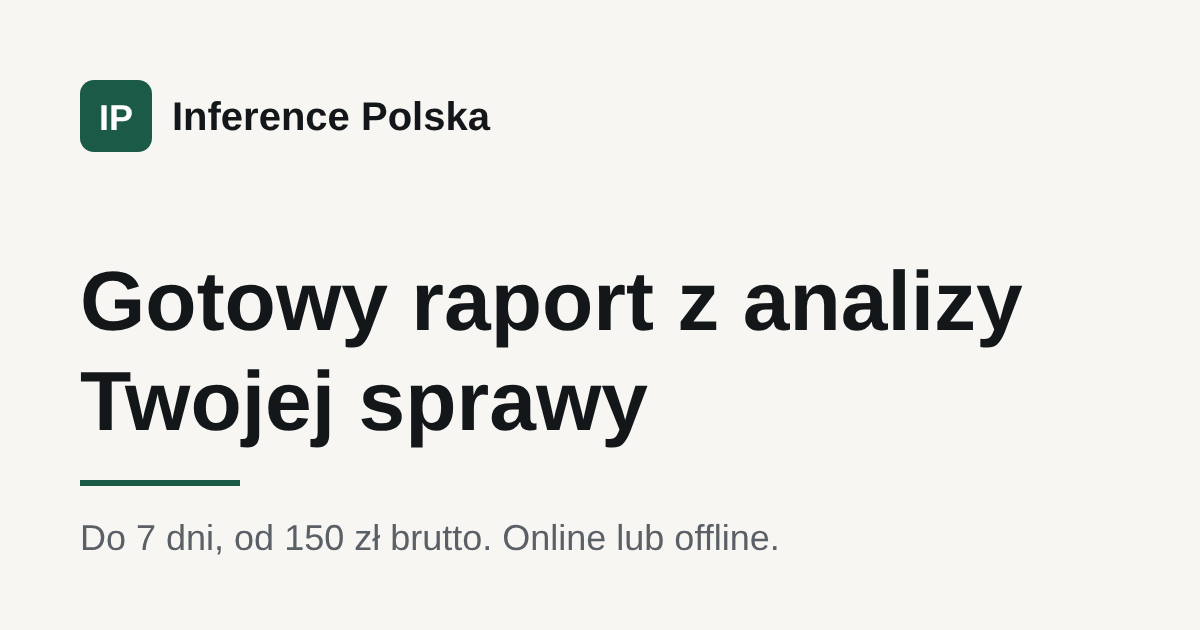 IP
Inference Polska
Gotowy raport z analizy
Twojej sprawy
Do 7 dni, od 150 zł brutto. Online lub offline.